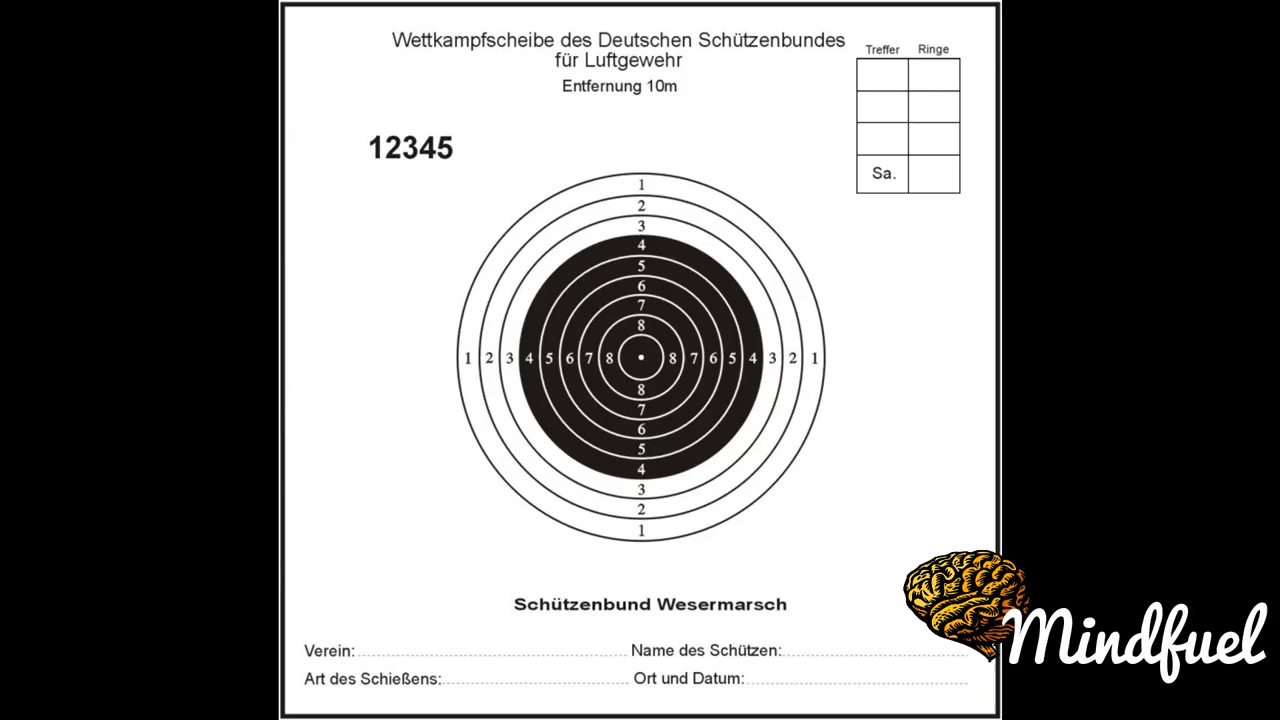 Wettkampfscheibe des Deutschen Schützenbundes
für Luftgewehr
Entfernung 10m
Treffer Ringe
Sa.
12345
1
2
3
4
5
6
7
8
1 2 3 4 5 6 7 8 8 7 6 5 4 3 2 1
8
7
6
5
4
3
2
1
Schützenbund Wesermarsch
Verein: Name des Schützen:
Art des Schießens: Ort und Datum:
Mindfuel